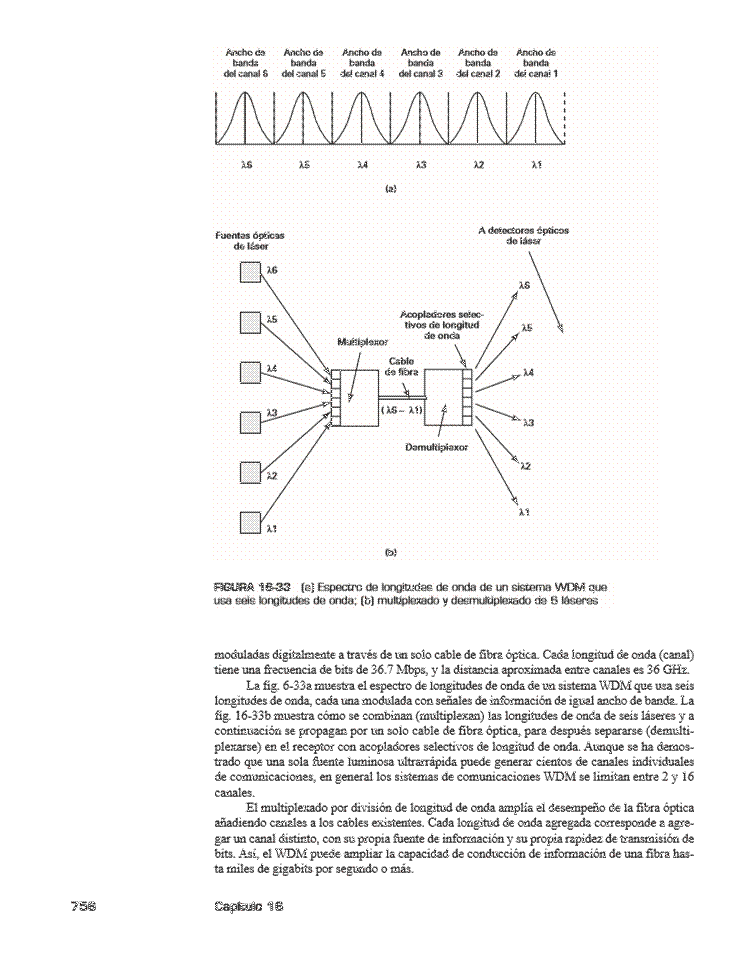 Ancho de banda del canal 6
Ancho de banda del canal 5
Ancho de banda del canal 4
Ancho de banda del canal 3
Ancho de banda del canal 2
Ancho de banda del canal 1
λ6 λ5 λ4 λ3 λ2 λ1
(a)
Fuentes ópticas
de láser
A detectores ópticos
de láser
λ6
λ5
λ4
λ3
λ2
λ1
Multiplexor
Cable
de fibra
(λ6 – λ1)
Acopladores selec-
tivos de longitud
de onda
Demultiplexor
λ6
λ5
λ4
λ3
λ2
λ1
(b)
FIGURA 16-33 (a) Espectro de longitudes de onda de un sistema WDM que
usa seis longitudes de onda; (b) multiplexado y desmultiplexado de 6 láseres
moduladas digitalmente a través de un solo cable de fibra óptica. Cada longitud de onda (canal)
tiene una frecuencia de bits de 36.7 Mbps, y la distancia aproximada entre canales es 36 GHz.
La fig. 6-33a muestra el espectro de longitudes de onda de un sistema WDM que usa seis
longitudes de onda, cada una modulada con señales de información de igual ancho de banda. La
fig. 16-33b muestra cómo se combinan (multiplexan) las longitudes de onda de seis láseres y a
continuación se propagan por un solo cable de fibra óptica, para después separarse (demulti-
plexarse) en el receptor con acopladores selectivos de longitud de onda. Aunque se ha demos-
trado que una sola fuente luminosa ultrarrápida puede generar cientos de canales individuales
de comunicaciones, en general los sistemas de comunicaciones WDM se limitan entre 2 y 16
canales.
El multiplexado por división de longitud de onda amplía el desempeño de la fibra óptica
añadiendo canales a los cables existentes. Cada longitud de onda agregada corresponde a agre-
gar un canal distinto, con su propia fuente de información y su propia rapidez de transmisión de
bits. Así, el WDM puede ampliar la capacidad de conducción de información de una fibra has-
ta miles de gigabits por segundo o más.
756 Capítulo 16